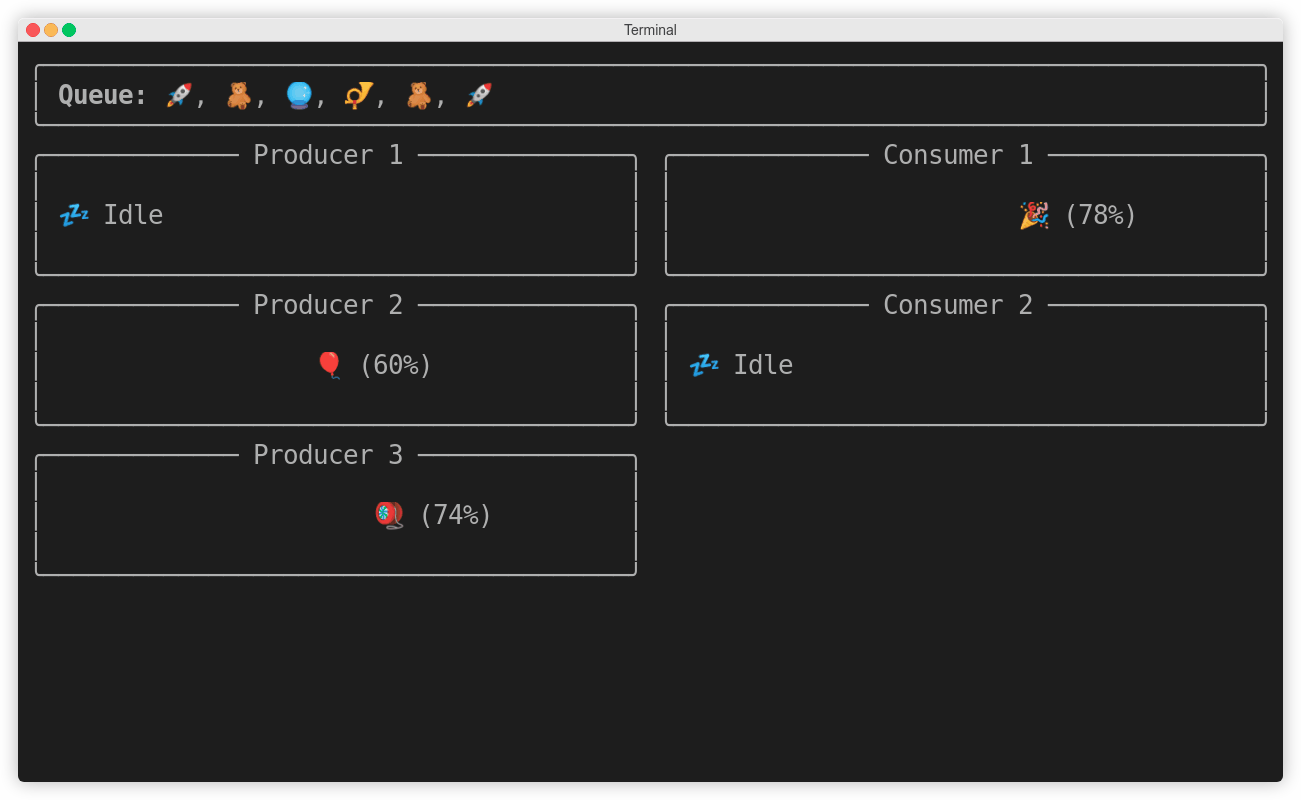 Terminal
Queue: 🚀, 🧸, 🔮, 📯, 🧸, 🚀
Producer 1
💤 Idle
Consumer 1
🎉 (78%)
Producer 2
🎈 (60%)
Consumer 2
💤 Idle
Producer 3
🪀 (74%)